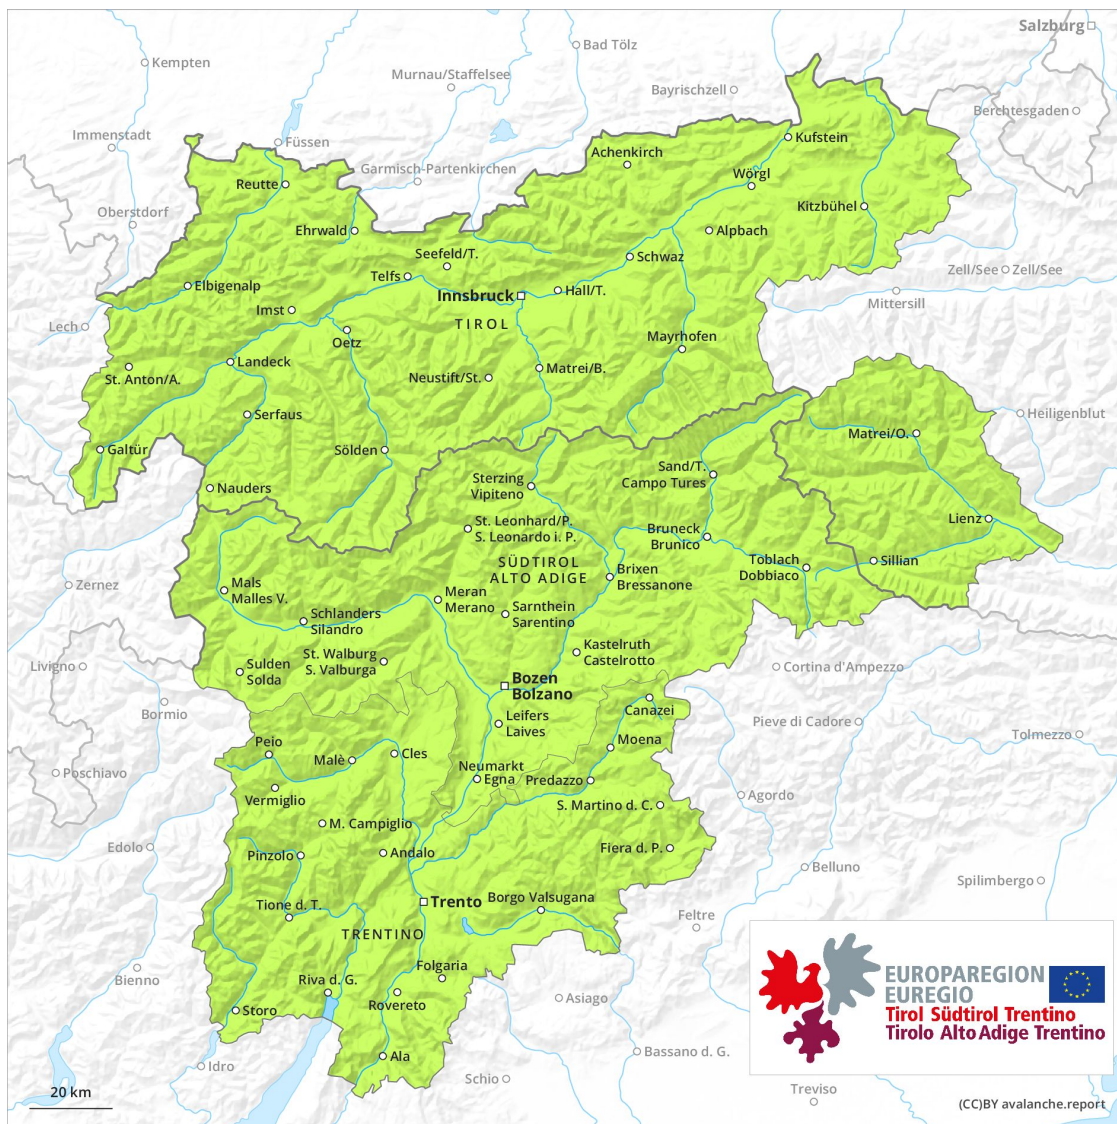 Salzburg
Bad Tölz
Kempten
Murnau/Staffelsee
Bayrischzell
Berchtesgaden
Immenstadt
Füssen
Kufstein
Achenkirch
Garmisch-Partenkirchen
Wörgl
Reutte
Oberstdorf
Kitzbühel
Ehrwald
Alpbach
Seefeld/T.
Schwaz
Telfs
Zell/See
Zell/See
Elbigenalp
Hall/T.
Innsbruck
Mittersill
Imst
TIROL
Lech
Oetz
Mayrhofen
Landeck
Matrei/B.
St. Anton/A.
Neustift/St.
Serfaus
Heiligenblut
Matrei/O.
Galtür
Sölden
Sand/T.
Campo Tures
Sterzing
Vipiteno
Nauders
Lienz
St. Leonhard/P.
S. Leonardo i. P.
Bruneck
Brunico
SÜDTIROL
ALTO ADIGE
Toblach
Dobbiaco
Sillian
Brixen
Bressanone
Zernez
Mals
Malles V.
Meran
Merano
Schlanders
Silandro
Sarnthein
Sarentino
Kastelruth
Castelrotto
St. Walburg
S. Valburga
Livigno
Sulden
Solda
Cortina d'Ampezzo
Bozen
Bolzano
Bormio
Canazei
Leifers
Laives
Pieve di Cadore
Tolmezzo
Peio
Moena
Cles
Malè
Poschiavo
Neumarkt
Egna
Predazzo
Vermiglio
Agordo
S. Martino d. C.
M. Campiglio
Edolo
Pinzolo
Andalo
Fiera d. P.
Belluno
Spilimbergo
Trento
Borgo Valsugana
Tione d. T.
Feltre
TRENTINO
Folgaria
Bienno
Riva d. G.
Asiago
Rovereto
Storo
EUROPAREGION
EUREGIO
Tirol Südtirol Trentino
Tirolo Alto Adige Trentino
Ala
Bassano d. G.
Idro
Schio
Treviso
20 km
(CC)BY avalanche.report